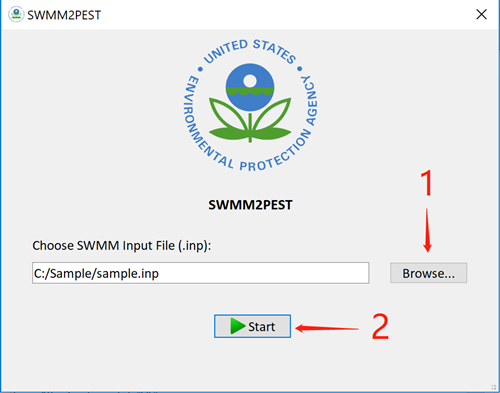 SWMM2PEST
UNITED STATES
ENVIRONMENTAL PROTECTION AGENCY
1
SWMM2PEST
Choose SWMM Input File (.inp):
C:/Sample/sample.inp
Browse...
Start
2